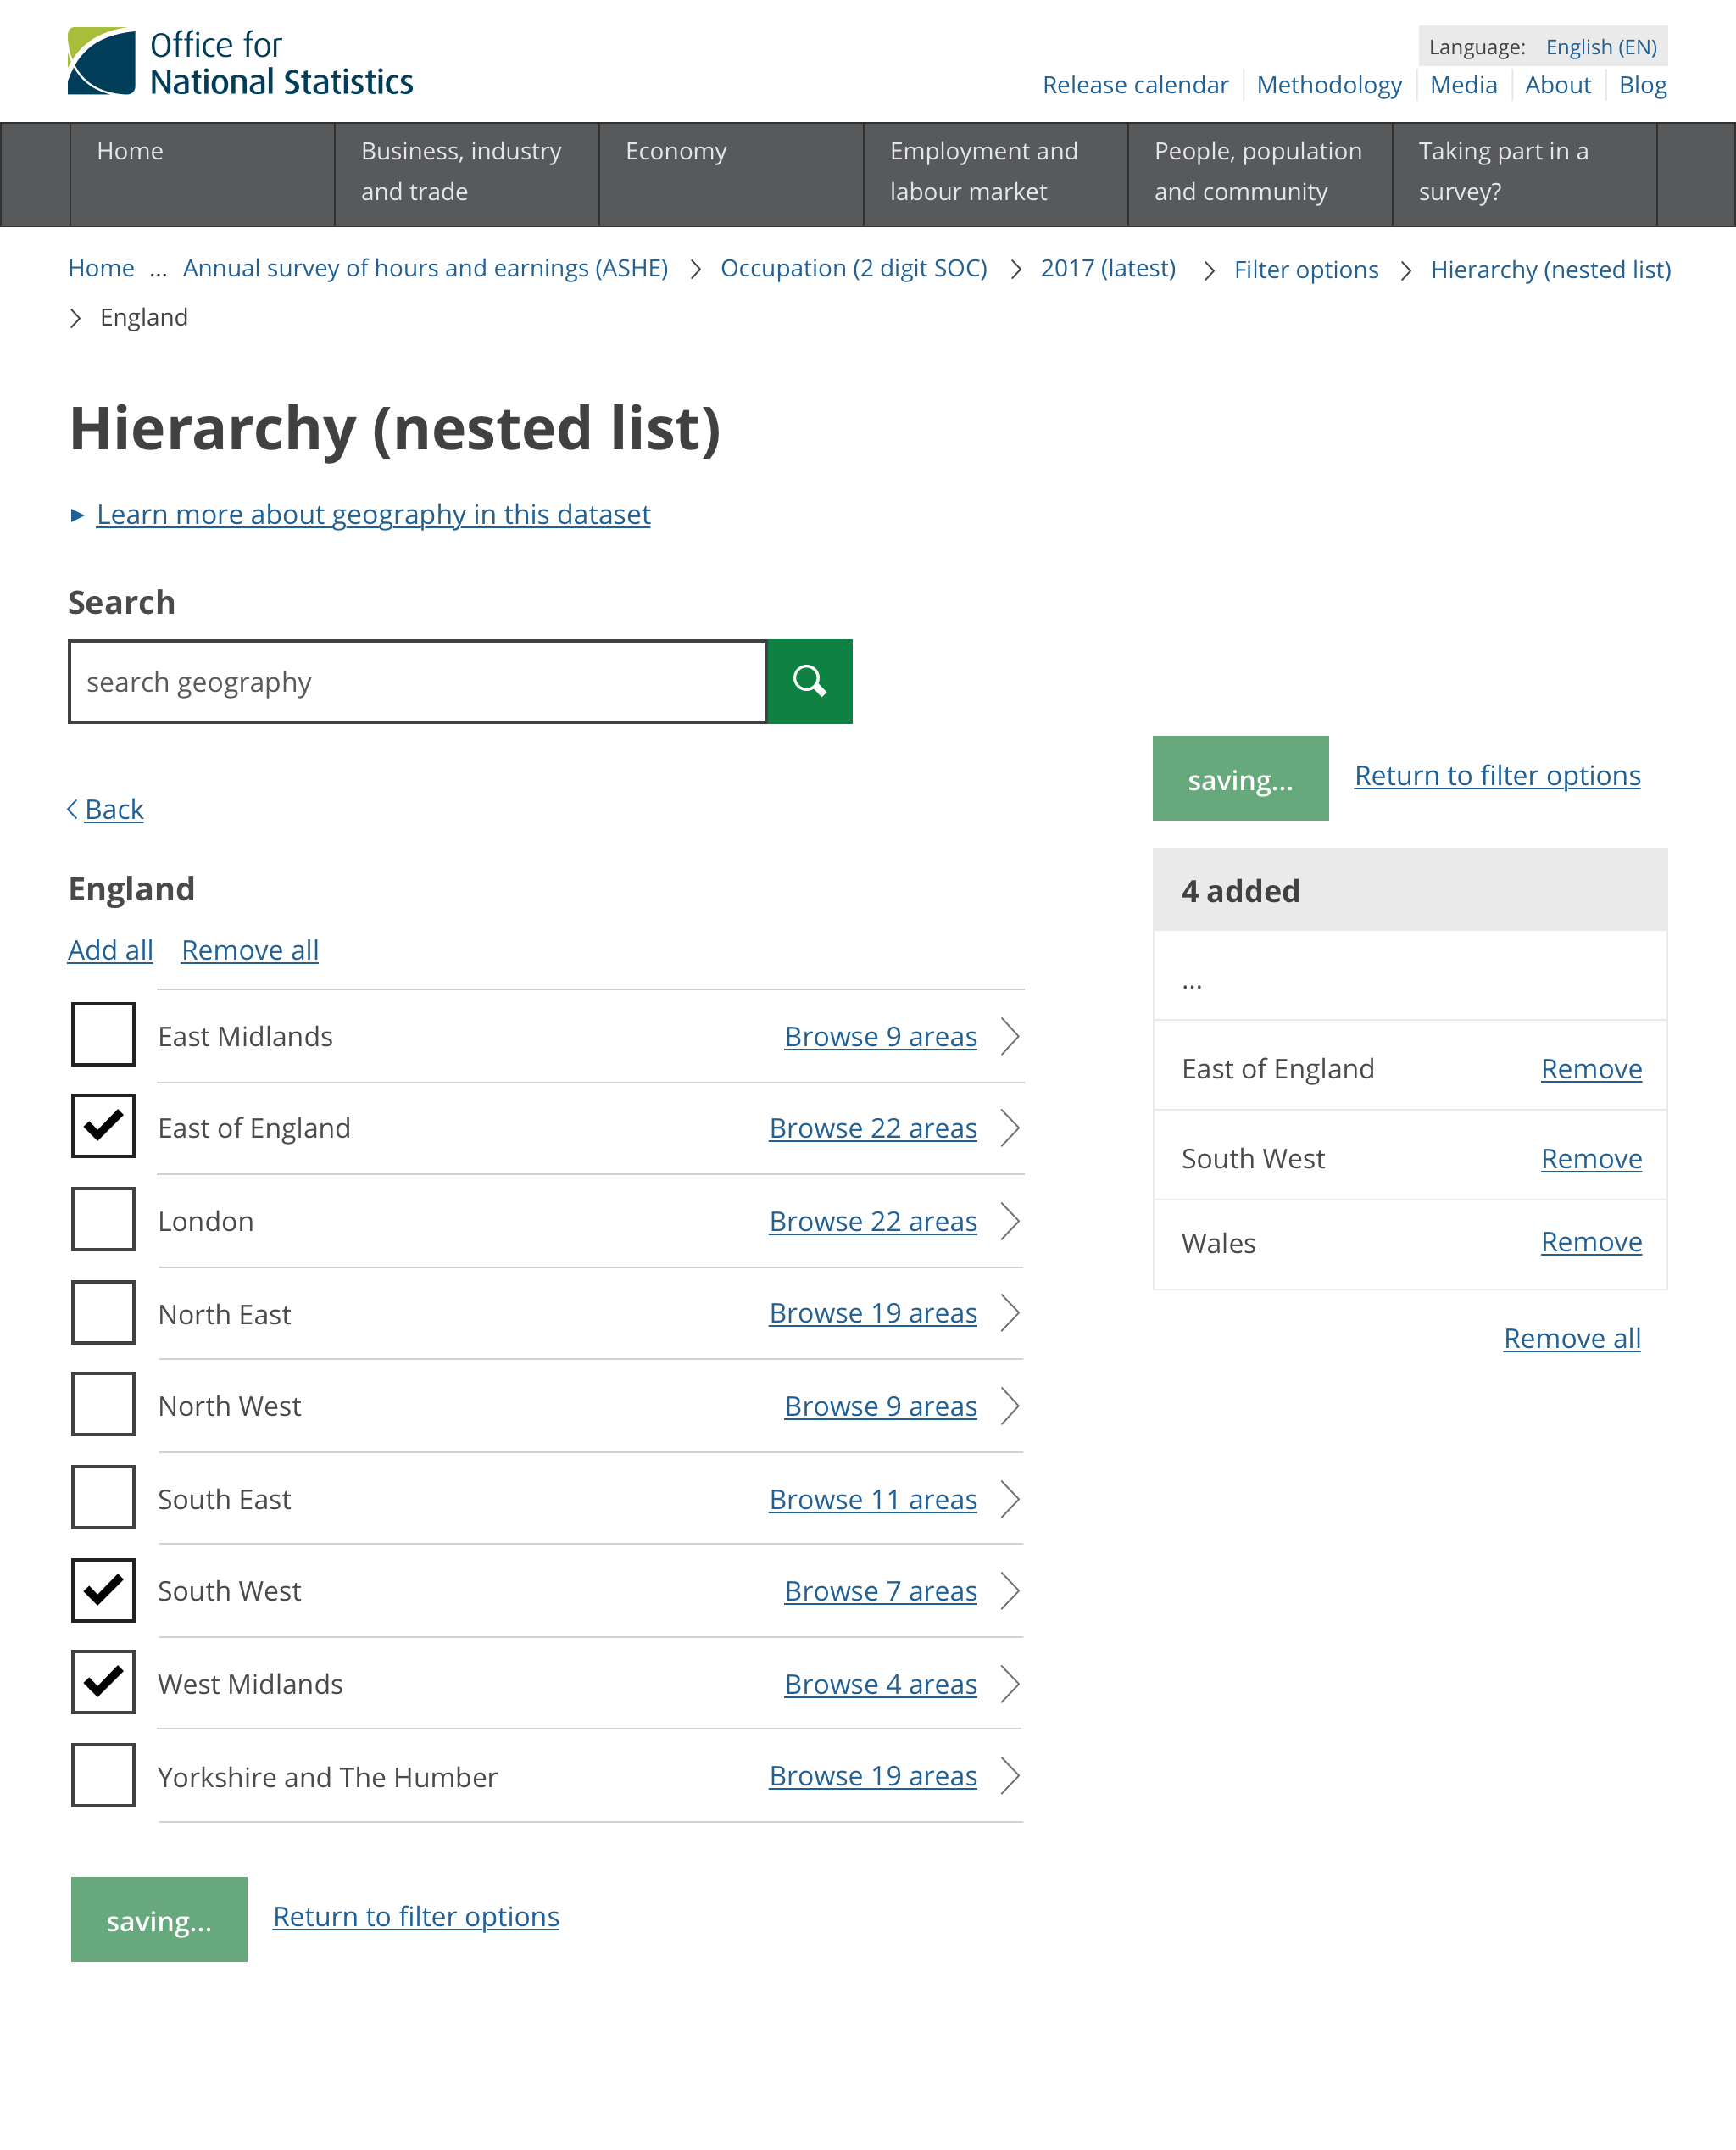 Office for
National Statistics
Language: English (EN)
Release calendar Methodology Media About Blog
Home
Business, industry
and trade
Economy
Employment and
labour market
People, population
and community
Taking part in a
survey?
Home ... Annual survey of hours and earnings (ASHE) Occupation (2 digit SOC) 2017 (latest) Filter options Hierarchy (nested list)
England
Hierarchy (nested list)
Learn more about geography in this dataset
Search
search geography
Back
England
Add all Remove all
East Midlands Browse 9 areas
East of England Browse 22 areas
London Browse 22 areas
North East Browse 19 areas
North West Browse 9 areas
South East Browse 11 areas
South West Browse 7 areas
West Midlands Browse 4 areas
Yorkshire and The Humber Browse 19 areas
saving... Return to filter options
saving... Return to filter options
4 added
...
East of England Remove
South West Remove
Wales Remove
Remove all